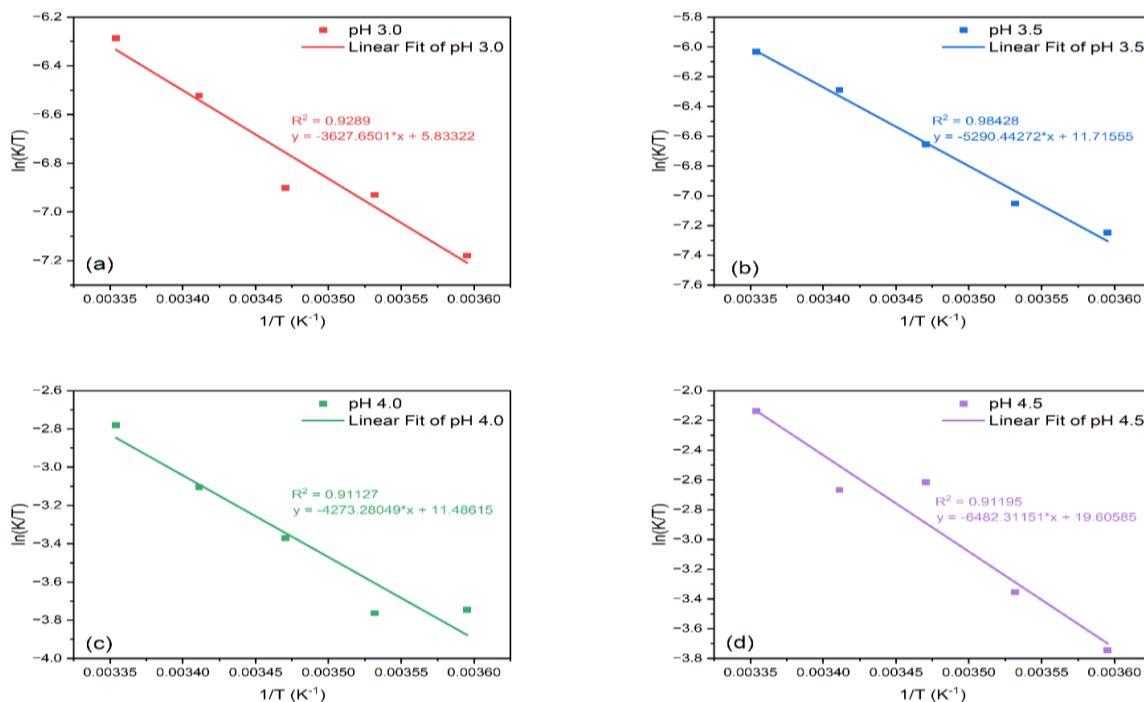 pH 3.0
Linear Fit of pH 3.0
R² = 0.9289
y = -3627.6501*x + 5.83322
ln(K/T)
−6.2
−6.4
−6.6
−6.8
−7.0
−7.2
(a)
0.00335 0.00340 0.00345 0.00350 0.00355 0.00360
1/T (K⁻¹)
pH 3.5
Linear Fit of pH 3.5
R² = 0.98428
y = -5290.44272*x + 11.71555
ln(K/T)
−5.8
−6.0
−6.2
−6.4
−6.6
−6.8
−7.0
−7.2
−7.4
−7.6
(b)
0.00335 0.00340 0.00345 0.00350 0.00355 0.00360
1/T (K⁻¹)
pH 4.0
Linear Fit of pH 4.0
R² = 0.91127
y = -4273.28049*x + 11.48615
ln(K/T)
−2.6
−2.8
−3.0
−3.2
−3.4
−3.6
−3.8
−4.0
(c)
0.00335 0.00340 0.00345 0.00350 0.00355 0.00360
1/T (K⁻¹)
pH 4.5
Linear Fit of pH 4.5
R² = 0.91195
y = -6482.31151*x + 19.60585
ln(K/T)
−2.0
−2.2
−2.4
−2.6
−2.8
−3.0
−3.2
−3.4
−3.6
−3.8
(d)
0.00335 0.00340 0.00345 0.00350 0.00355 0.00360
1/T (K⁻¹)